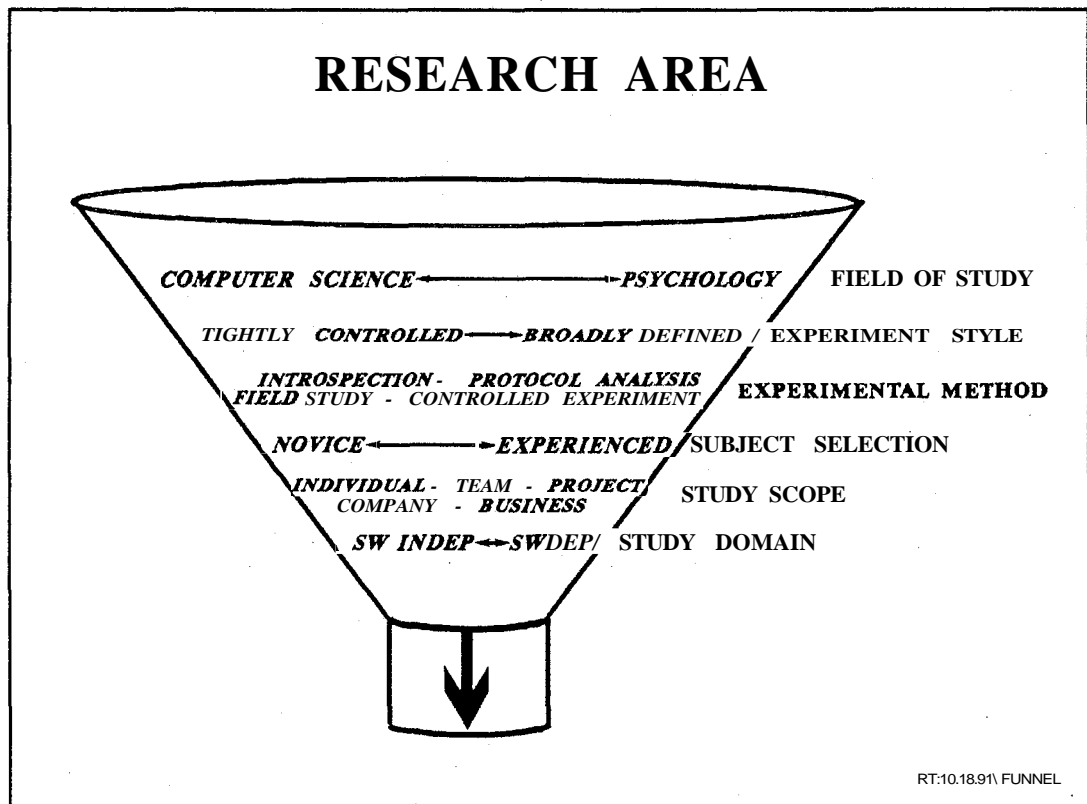 RESEARCH AREA
COMPUTER SCIENCE PSYCHOLOGY FIELD OF STUDY
TIGHTLY CONTROLLED BROADLY DEFINED / EXPERIMENT STYLE
INTROSPECTION - PROTOCOL ANALYSIS
FIELD STUDY - CONTROLLED EXPERIMENT
EXPERIMENTAL METHOD
NOVICE EXPERIENCED SUBJECT SELECTION
INDIVIDUAL - TEAM - PROJECT
COMPANY - BUSINESS
STUDY SCOPE
SW INDEP SWDEP/ STUDY DOMAIN
RT:10.18.91\ FUNNEL